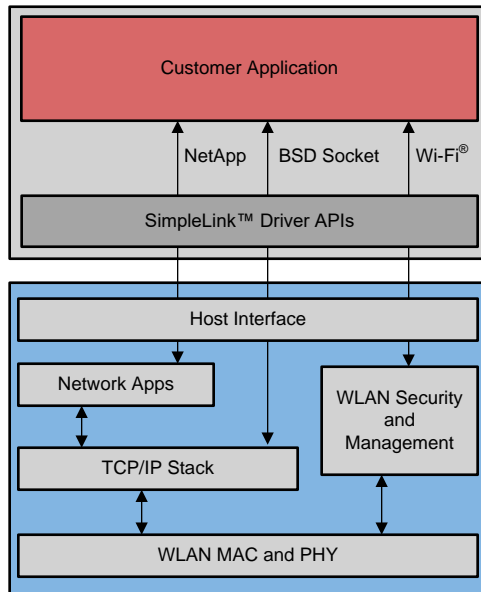 Customer Application
NetApp
BSD Socket
Wi-Fi®
SimpleLink™ Driver APIs
Host Interface
Network Apps
WLAN Security
and
Management
TCP/IP Stack
WLAN MAC and PHY